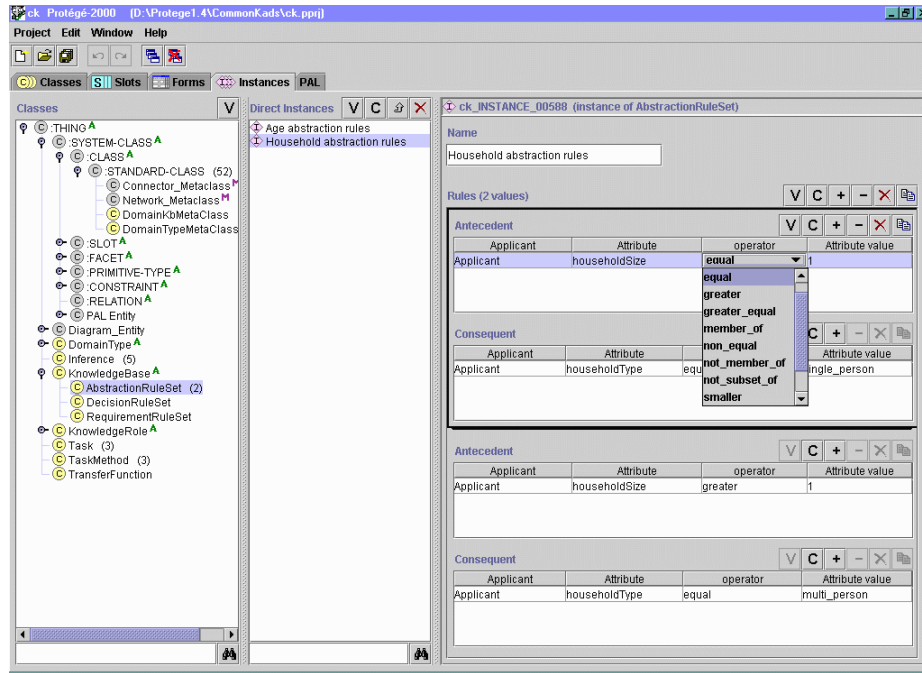 ck Protégé-2000 (D:\Protege1.4\CommonKads\ck.pprj)
Project Edit Window Help
Classes Slots Forms Instances PAL
Classes V
:THING A
:SYSTEM-CLASS A
:CLASS A
:STANDARD-CLASS (52)
Connector_Metaclass M
Network_Metaclass M
DomainKbMetaClass
DomainTypeMetaClass
:SLOT A
:FACET A
:PRIMITIVE-TYPE A
:CONSTRAINT A
:RELATION A
PAL Entity
Diagram_Entity
DomainType A
Inference (5)
KnowledgeBase A
AbstractionRuleSet (2)
DecisionRuleSet
RequirementRuleSet
KnowledgeRole A
Task (3)
TaskMethod (3)
TransferFunction
Direct Instances V C
Age abstraction rules
Household abstraction rules
ck_INSTANCE_00588 (instance of AbstractionRuleSet)
Name
Household abstraction rules
Rules (2 values) V C + −
Antecedent V C + −
Applicant Attribute operator Attribute value
Applicant householdSize equal 1
equal
greater
greater_equal
member_of
non_equal
not_member_of
not_subset_of
smaller
Consequent C + −
Applicant Attribute Attribute value
Applicant householdType equ ingle_person
Antecedent V C + −
Applicant Attribute operator Attribute value
Applicant householdSize greater 1
Consequent V C + −
Applicant Attribute operator Attribute value
Applicant householdType equal multi_person